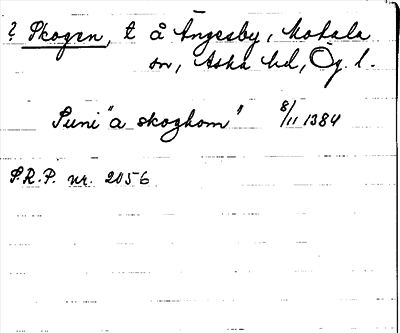 ? Skogen, t å Ängesby, Motala
sn, Aska hd, Ög. l.
Suni "a skoghom" 8/11 1384
S.R.P. nr. 2056